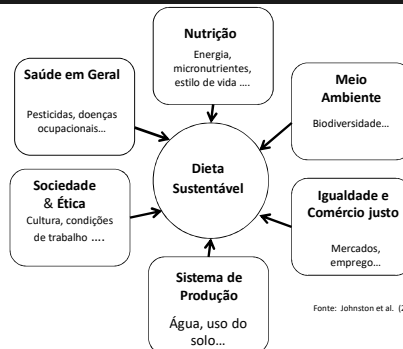 Nutrição
Energia,
micronutrientes,
estilo de vida ....
Saúde em Geral
Pesticidas, doenças
ocupacionais...
Meio
Ambiente
Biodiversidade...
Dieta
Sustentável
Sociedade
& Ética
Cultura, condições
de trabalho ....
Igualdade e
Comércio justo
Mercados,
emprego...
Sistema de
Produção
Água, uso do
solo...
Fonte: Johnston et al. (2